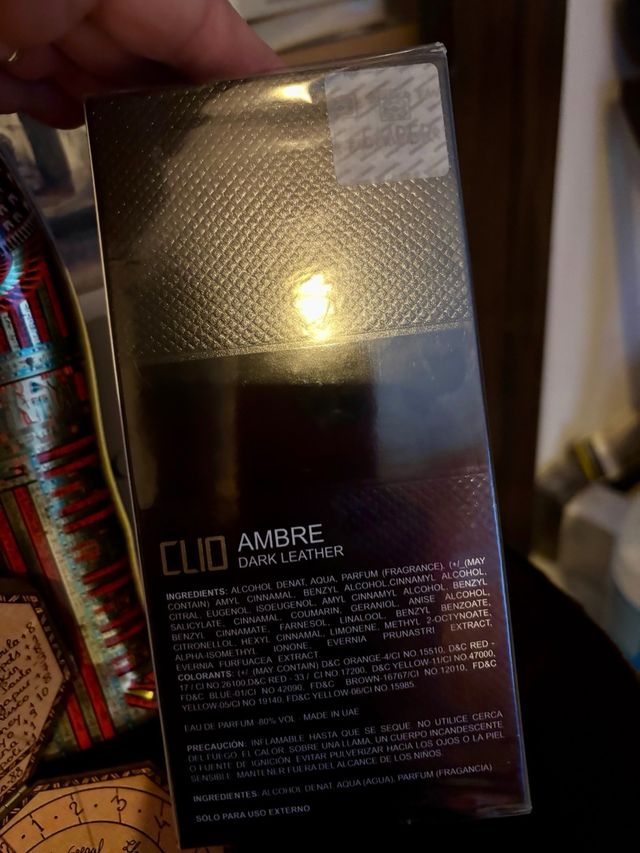 CLIO AMBRE
DARK LEATHER
INGREDIENTS: ALCOHOL DENAT, AQUA, PARFUM (FRAGRANCE). (+/_(MAY
CONTAIN) AMYL CINNAMAL, BENZYL ALCOHOL,CINNAMYL ALCOHOL,
CITRAL, EUGENOL, ISOEUGENOL, AMYL CINNAMYL ALCOHOL, BENZYL
SALICYLATE, CINNAMAL, COUMARIN, GERANIOL, ANISE ALCOHOL,
BENZYL CINNAMATE, FARNESOL, LINALOOL, BENZYL BENZOATE,
CITRONELLOL, HEXYL CINNAMAL, LIMONENE, METHYL 2-OCTYNOATE,
ALPHA-ISOMETHYL IONONE, EVERNIA PRUNASTRI EXTRACT,
EVERNIA FURFUACEA EXTRACT.
COLORANTS: (+/_(MAY CONTAIN) D&C ORANGE-4/CI NO 15510, D&C RED -
17 / CI NO.26100,D&C RED - 33 / CI NO 17200, D&C YELLOW-11/CI NO.47000,
FD&C BLUE-01/CI NO 42090, FD&C BROWN-16767/CI NO 12010, FD&C
YELLOW-05/CI NO 19140, FD&C YELLOW-06/CI NO 15985.
EAU DE PARFUM· 80% VOL · MADE IN UAE
PRECAUCIÓN: INFLAMABLE HASTA QUE SE SEQUE. NO UTILICE CERCA
DEL FUEGO, EL CALOR SOBRE UNA LLAMA, UN CUERPO INCANDESCENTE
O FUENTE DE IGNICIÓN. EVITAR PULVERIZAR HACÍA LOS OJO O LA PIEL
SENSIBLE. MANTENER FUERA DEL ALCANCE DE LOS NIÑOS.
INGREDIENTES: ALCOHOL DENAT. AQUA (AGUA), PARFUM (FRAGANCIA)
SOLO PARA USO EXTERNO
1 · 2 · 3 · 4